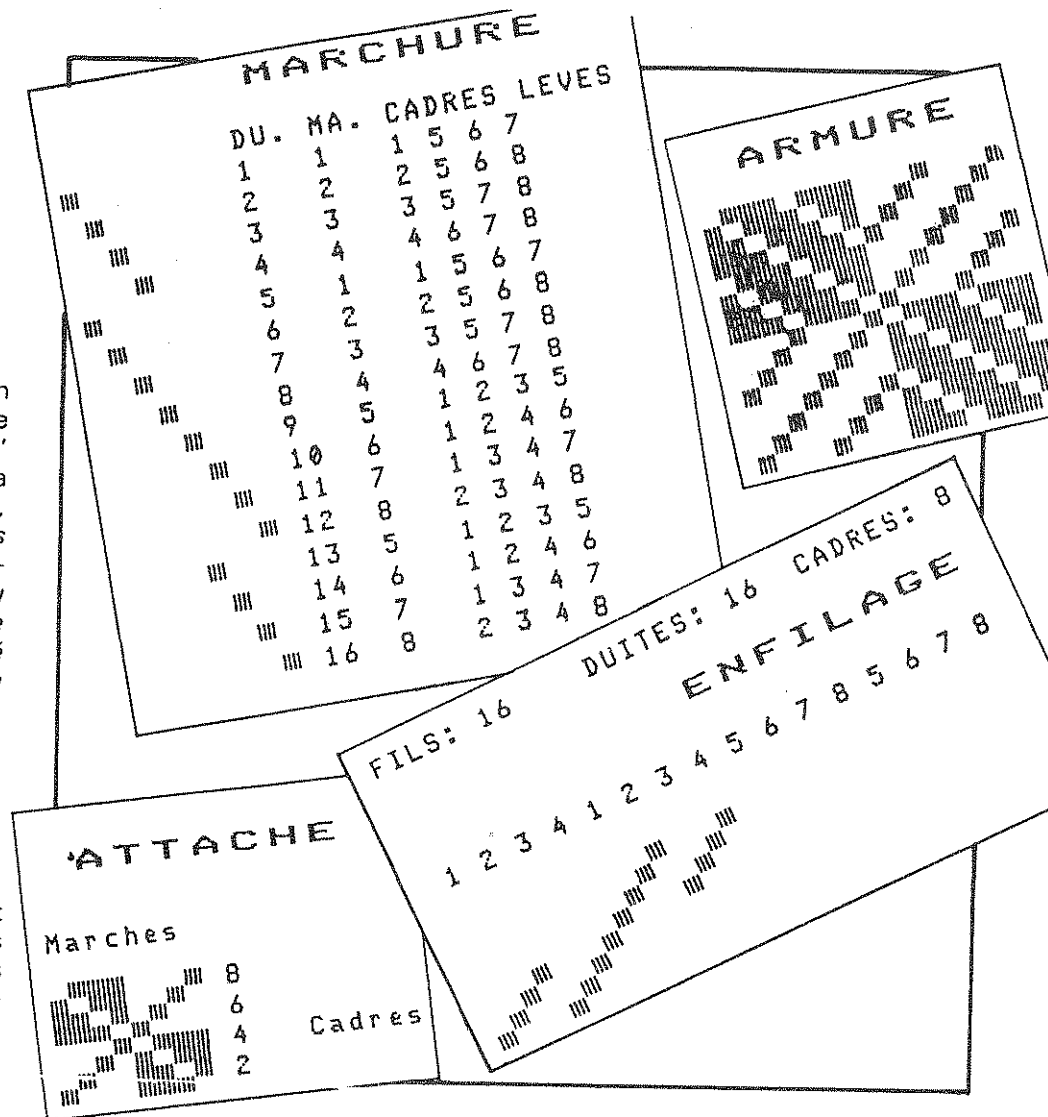 MARCHURE
DU. MA. CADRES LEVES
1 1 1 5 6 7
2 2 2 5 6 8
3 3 3 5 7 8
4 4 4 6 7 8
5 1 1 5 6 7
6 2 2 5 6 8
7 3 3 5 7 8
8 4 4 6 7 8
9 5 1 2 3 5
10 6 1 2 4 6
11 7 1 3 4 7
12 8 2 3 4 8
13 5 1 2 3 5
14 6 1 2 4 6
15 7 1 3 4 7
16 8 2 3 4 8
ARMURE
FILS: 16 DUITES: 16 CADRES: 8
ENFILAGE
1 2 3 4 1 2 3 4 5 6 7 8 5 6 7 8
ATTACHE
Marches
8
6
4
2
Cadres